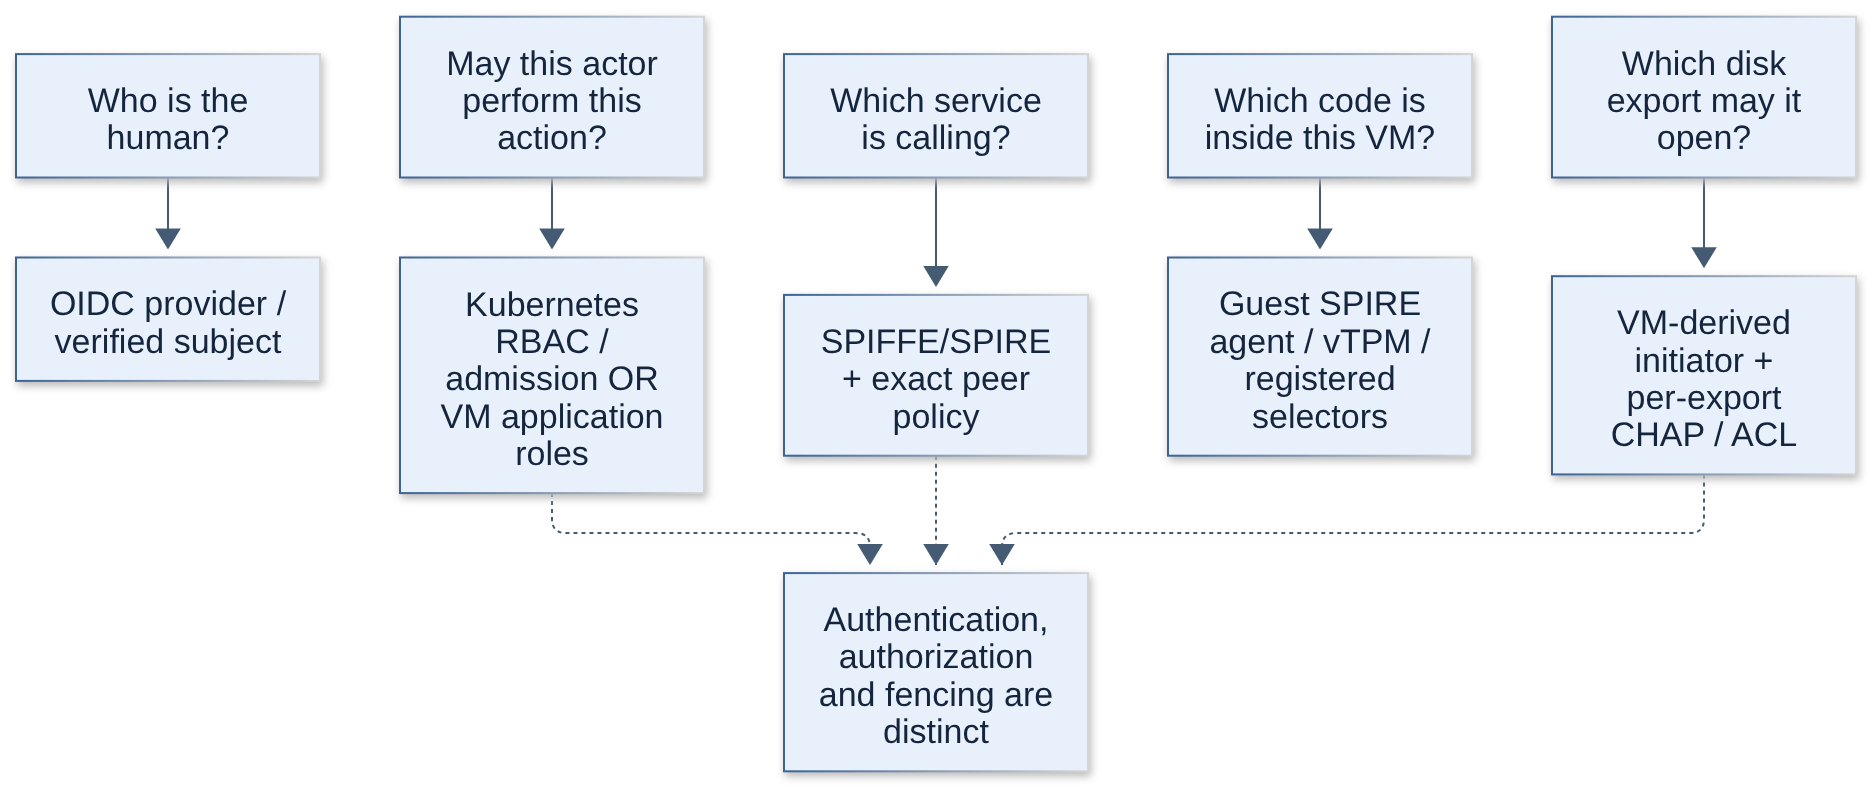 Who is the
human?
May this actor
perform this
action?
Which service
is calling?
Which code is
inside this VM?
Which disk
export may it
open?
OIDC provider /
verified subject
Kubernetes
RBAC /
admission OR
VM application
roles
SPIFFE/SPIRE
+ exact peer
policy
Guest SPIRE
agent / vTPM /
registered
selectors
VM-derived
initiator +
per-export
CHAP / ACL
Authentication,
authorization
and fencing are
distinct